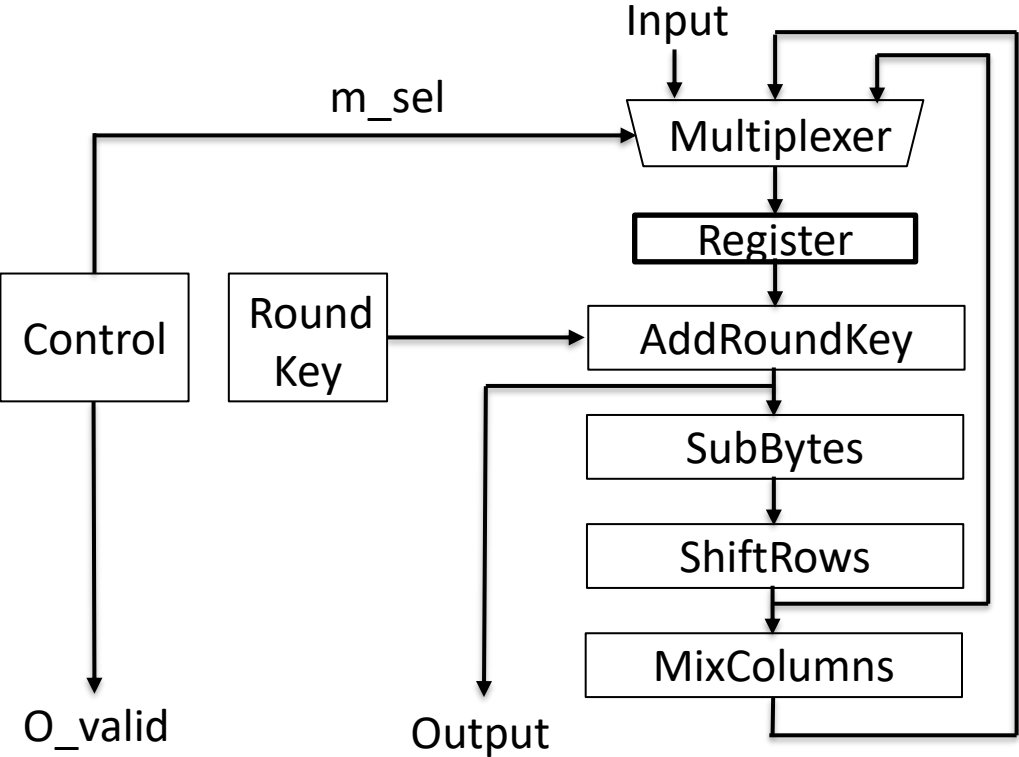 Input
m_sel
Multiplexer
Register
Control
Round
Key
AddRoundKey
SubBytes
ShiftRows
MixColumns
O_valid
Output